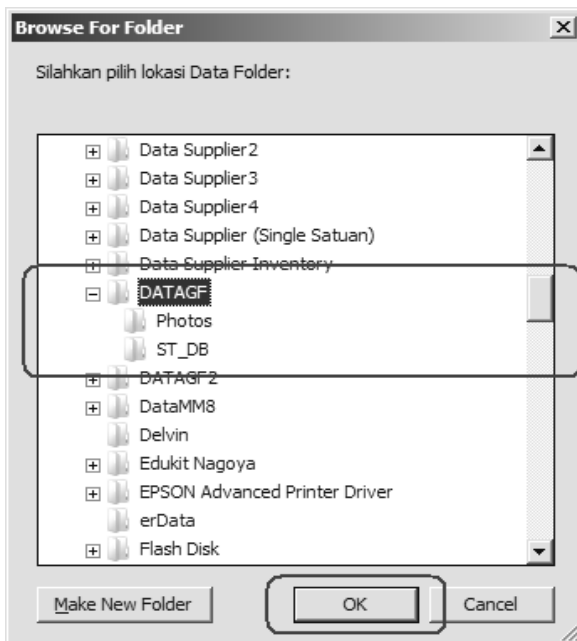 Browse For Folder
Silahkan pilih lokasi Data Folder:
Data Supplier2
Data Supplier3
Data Supplier4
Data Supplier (Single Satuan)
Data Supplier Inventory
DATAGF
Photos
ST_DB
DATAGF2
DataMM8
Delvin
Edukit Nagoya
EPSON Advanced Printer Driver
erData
Flash Disk
Make New Folder OK Cancel